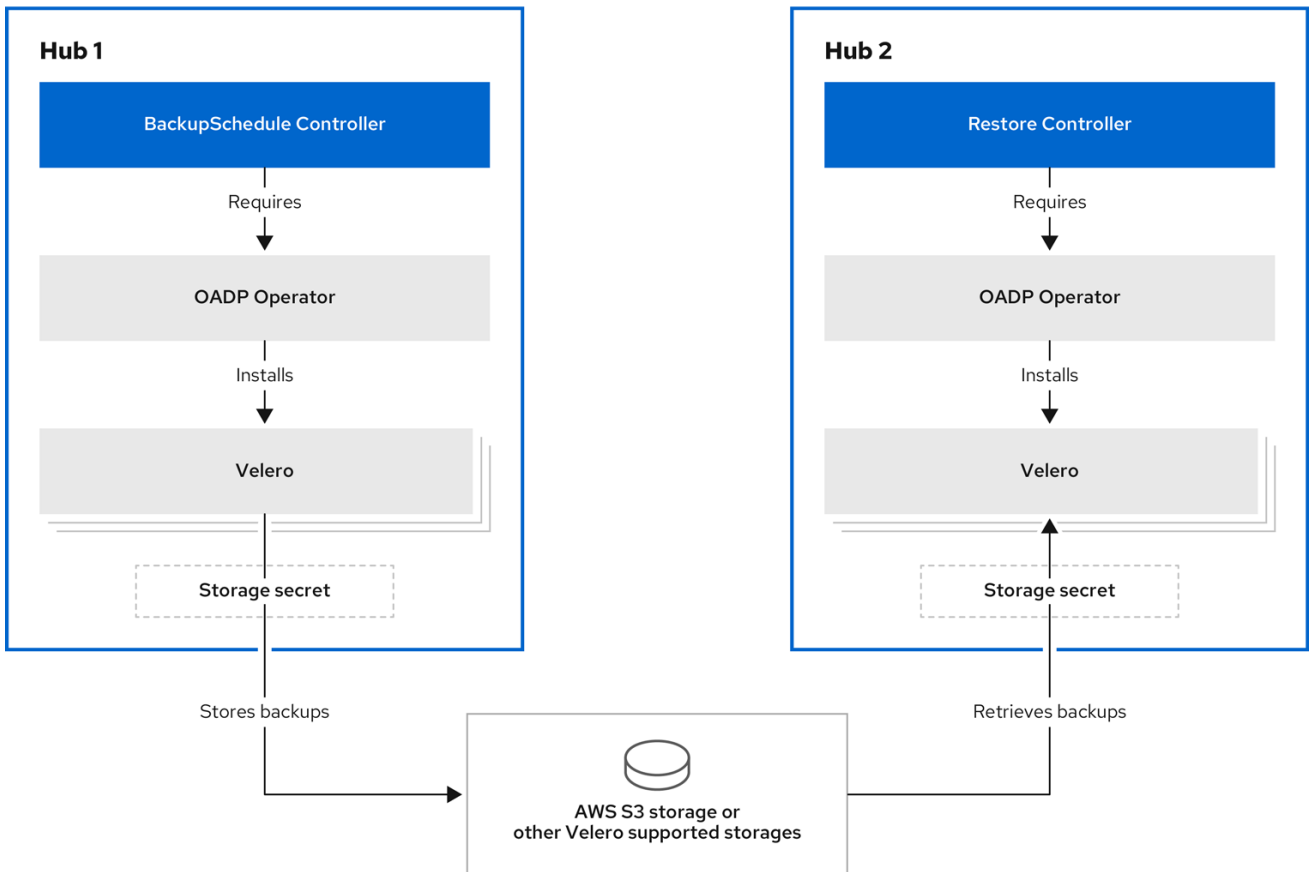 Hub 1
BackupSchedule Controller
Requires
OADP Operator
Installs
Velero
Storage secret
Stores backups
Hub 2
Restore Controller
Requires
OADP Operator
Installs
Velero
Storage secret
Retrieves backups
AWS S3 storage or
other Velero supported storages